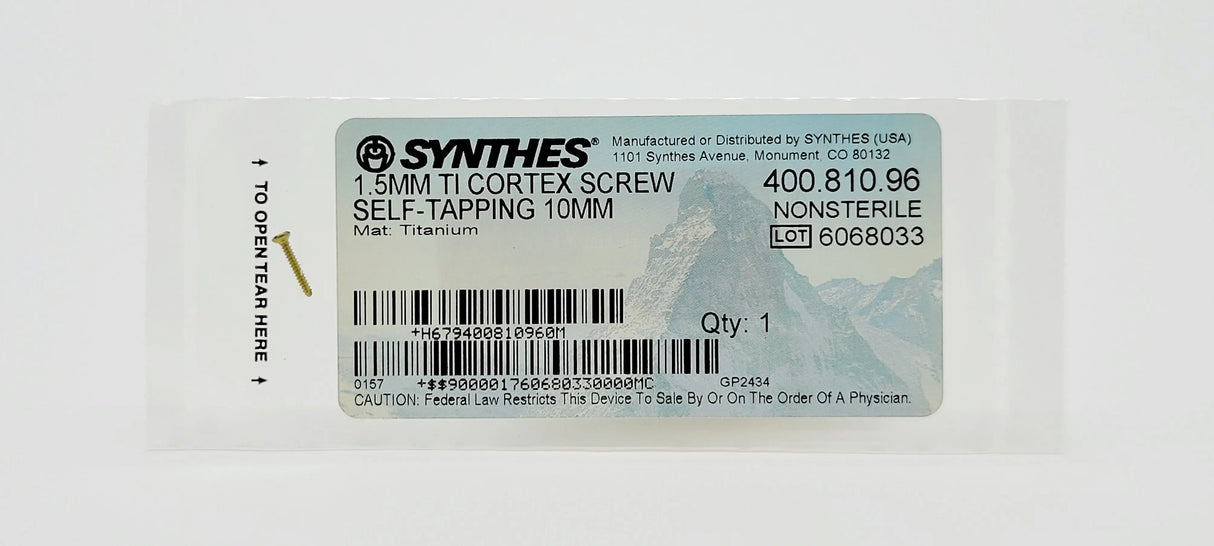 ↑ TO OPEN TEAR HERE ↑
SYNTHES® Manufactured or Distributed by SYNTHES (USA)
1101 Synthes Avenue, Monument, CO 80132
1.5MM TI CORTEX SCREW 400.810.96
SELF-TAPPING 10MM NONSTERILE
Mat: Titanium LOT 6068033
+H679400810960M
Qty: 1
0157 +$$9000017606803300​00MC GP2434
CAUTION: Federal Law Restricts This Device To Sale By Or On The Order Of A Physician.